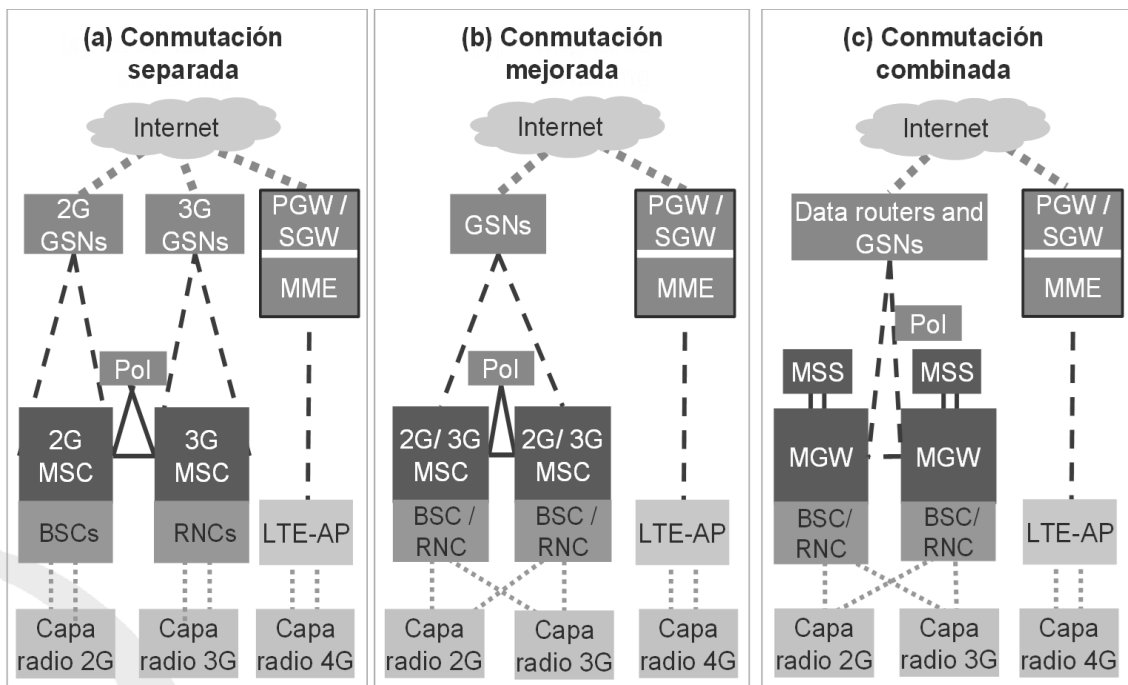 (a) Conmutación
separada
Internet
2G
GSNs
3G
GSNs
PGW /
SGW
MME
PoI
2G
MSC
3G
MSC
BSCs
RNCs
LTE-AP
Capa
radio 2G
Capa
radio 3G
Capa
radio 4G
(b) Conmutación
mejorada
Internet
GSNs
PGW /
SGW
MME
PoI
2G/ 3G
MSC
2G/ 3G
MSC
BSC /
RNC
BSC /
RNC
LTE-AP
Capa
radio 2G
Capa
radio 3G
Capa
radio 4G
(c) Conmutación
combinada
Internet
Data routers and
GSNs
PGW /
SGW
MME
PoI
MSS
MSS
MGW
MGW
BSC/
RNC
BSC/
RNC
LTE-AP
Capa
radio 2G
Capa
radio 3G
Capa
radio 4G